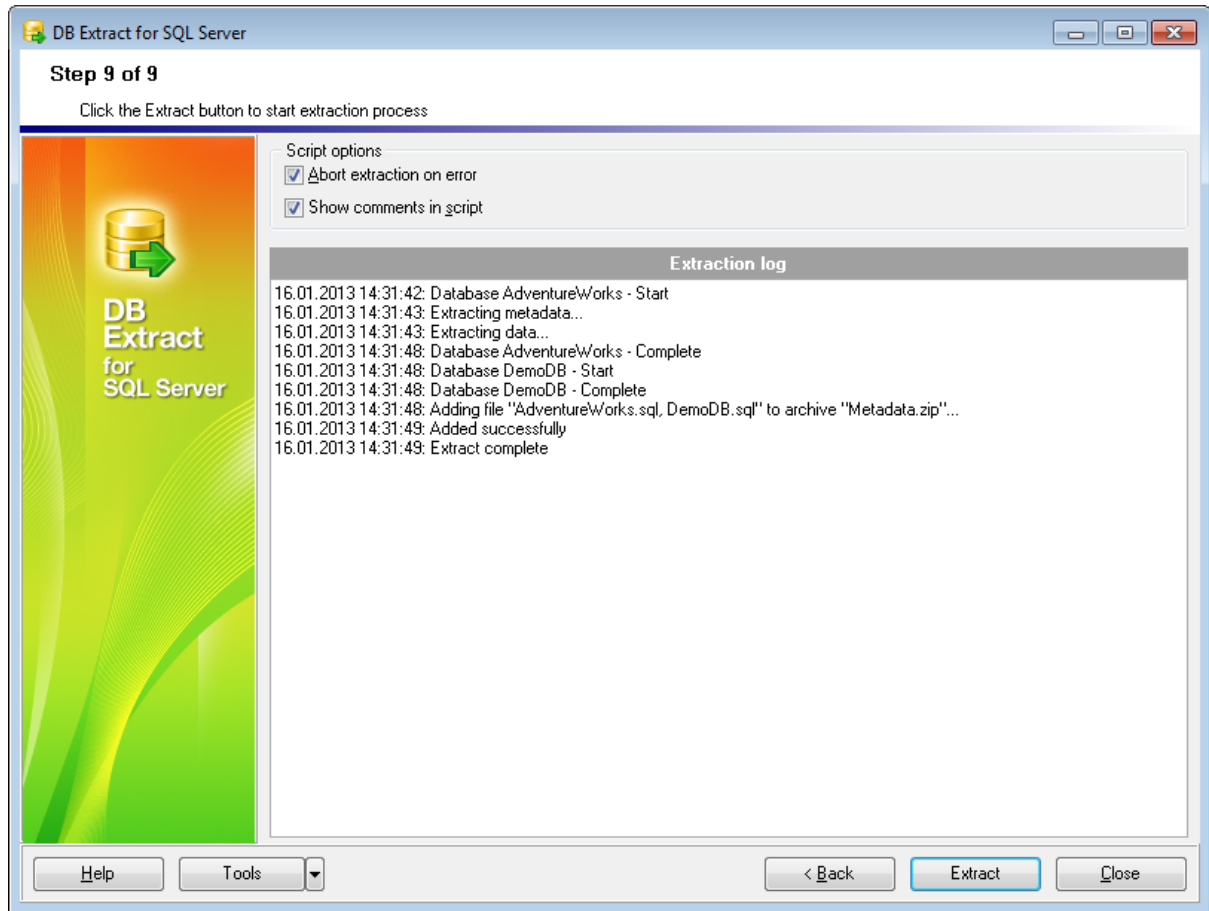 DB Extract for SQL Server
Step 9 of 9
Click the Extract button to start extraction process
DB
Extract
for
SQL Server
Script options
Abort extraction on error
Show comments in script
Extraction log
16.01.2013 14:31:42: Database AdventureWorks - Start
16.01.2013 14:31:43: Extracting metadata...
16.01.2013 14:31:43: Extracting data...
16.01.2013 14:31:48: Database AdventureWorks - Complete
16.01.2013 14:31:48: Database DemoDB - Start
16.01.2013 14:31:48: Database DemoDB - Complete
16.01.2013 14:31:48: Adding file "AdventureWorks.sql, DemoDB.sql" to archive "Metadata.zip"...
16.01.2013 14:31:49: Added successfully
16.01.2013 14:31:49: Extract complete
Help
Tools
< Back
Extract
Close